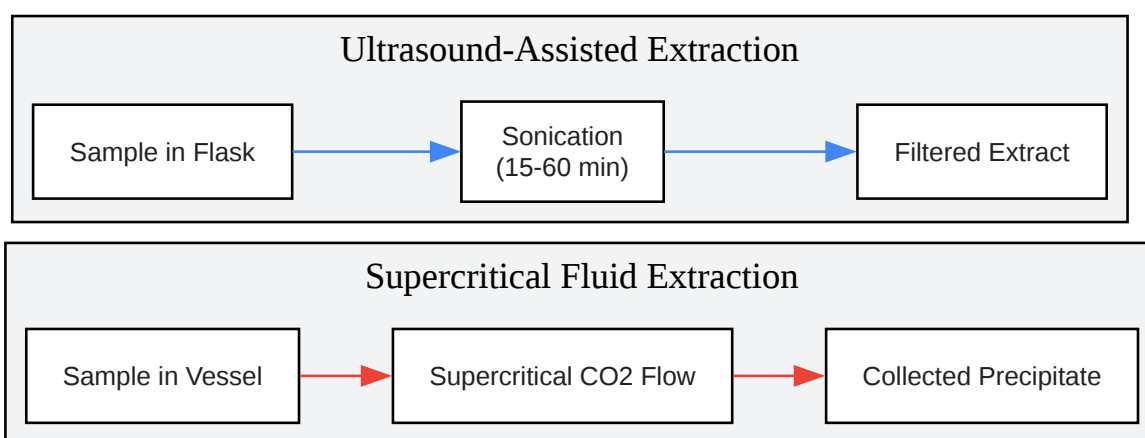 Ultrasound-Assisted Extraction
Sample in Flask
Sonication
(15-60 min)
Filtered Extract
Supercritical Fluid Extraction
Sample in Vessel
Supercritical CO2 Flow
Collected Precipitate